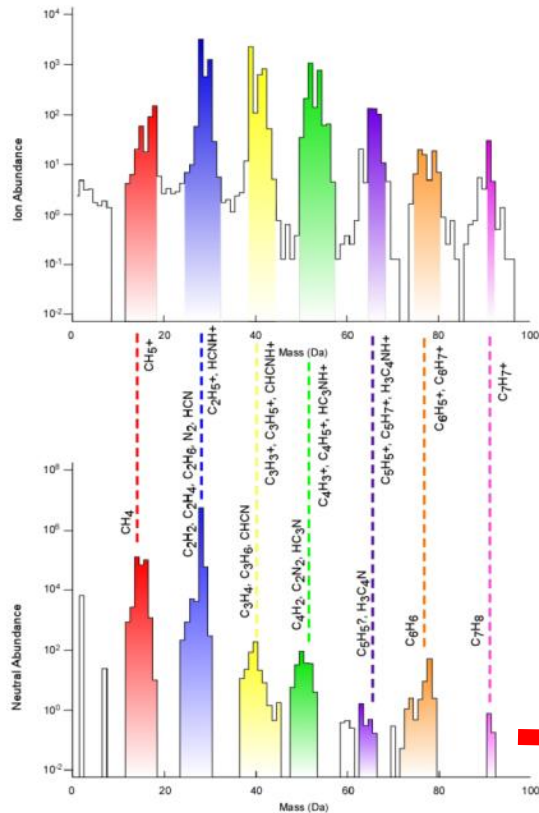 10⁴
10³
10²
10¹
10⁰
10⁻¹
10⁻²
Ion Abundance
0
20
40
60
80
100
Mass (Da)
CH₅+
C₂H₅+, HCNH+
C₃H₃+, C₃H₅+, CHCNH+
C₄H₃+, C₄H₅+, HC₃NH+
C₅H₅+, C₅H₇+, H₃C₄NH+
C₆H₅+, C₆H₇+
C₇H₇+
CH₄
C₂H₂, C₂H₄, C₂H₆, N₂, HCN
C₃H₄, C₃H₆, CHCN
C₄H₂, C₂N₂, HC₃N
C₅H₅?, H₃C₄N
C₆H₆
C₇H₈
10⁸
10⁶
10⁴
10²
10⁰
10⁻²
Neutral Abundance
0
20
40
60
80
100
Mass (Da)